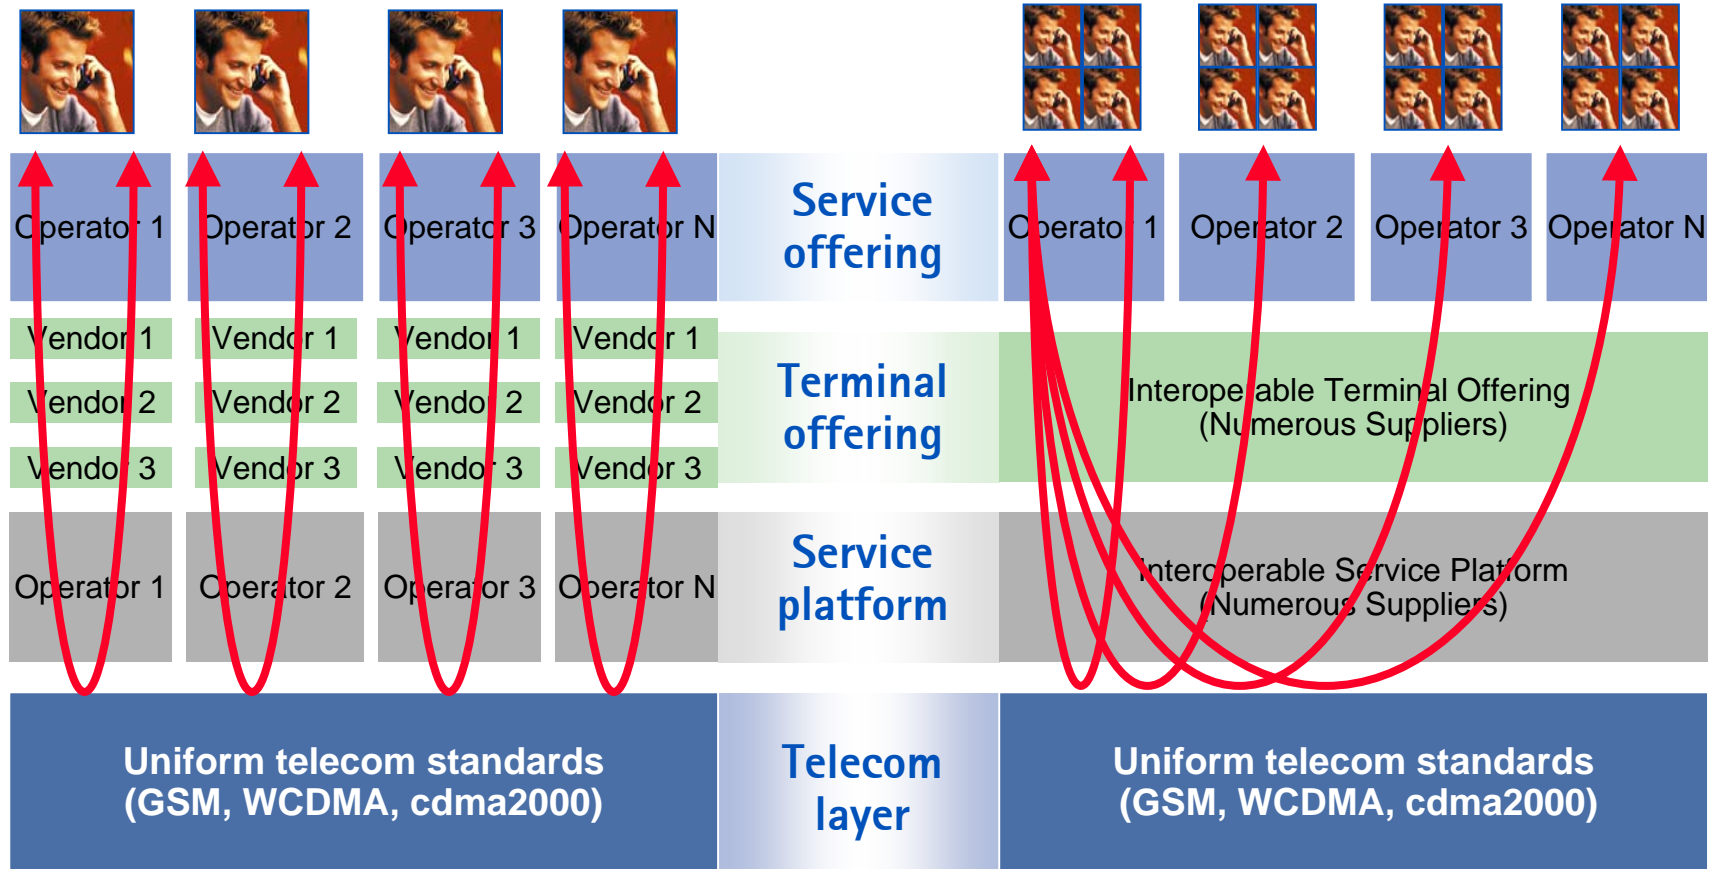 Operator 1
Operator 2
Operator 3
Operator N
Service
offering
Operator 1
Operator 2
Operator 3
Operator N
Vendor 1
Vendor 1
Vendor 1
Vendor 1
Vendor 2
Vendor 2
Vendor 2
Vendor 2
Vendor 3
Vendor 3
Vendor 3
Vendor 3
Terminal
offering
Interoperable Terminal Offering
(Numerous Suppliers)
Operator 1
Operator 2
Operator 3
Operator N
Service
platform
Interoperable Service Platform
(Numerous Suppliers)
Uniform telecom standards
(GSM, WCDMA, cdma2000)
Telecom
layer
Uniform telecom standards
(GSM, WCDMA, cdma2000)